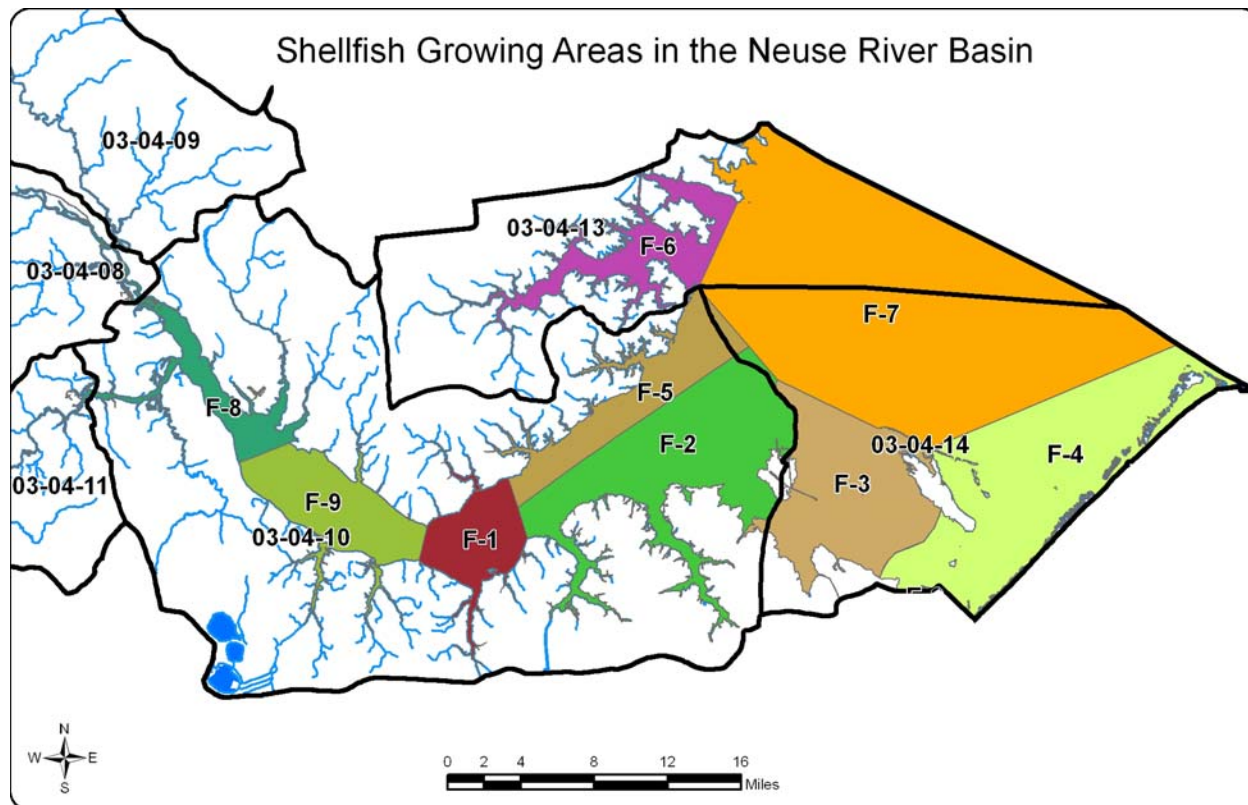 Shellfish Growing Areas in the Neuse River Basin
03-04-09
03-04-13
F-6
03-04-08
F-7
F-8
F-5
F-2
03-04-14
F-4
03-04-11
F-3
F-9
03-04-10
F-1
N
W E
S
0 2 4 8 12 16
Miles